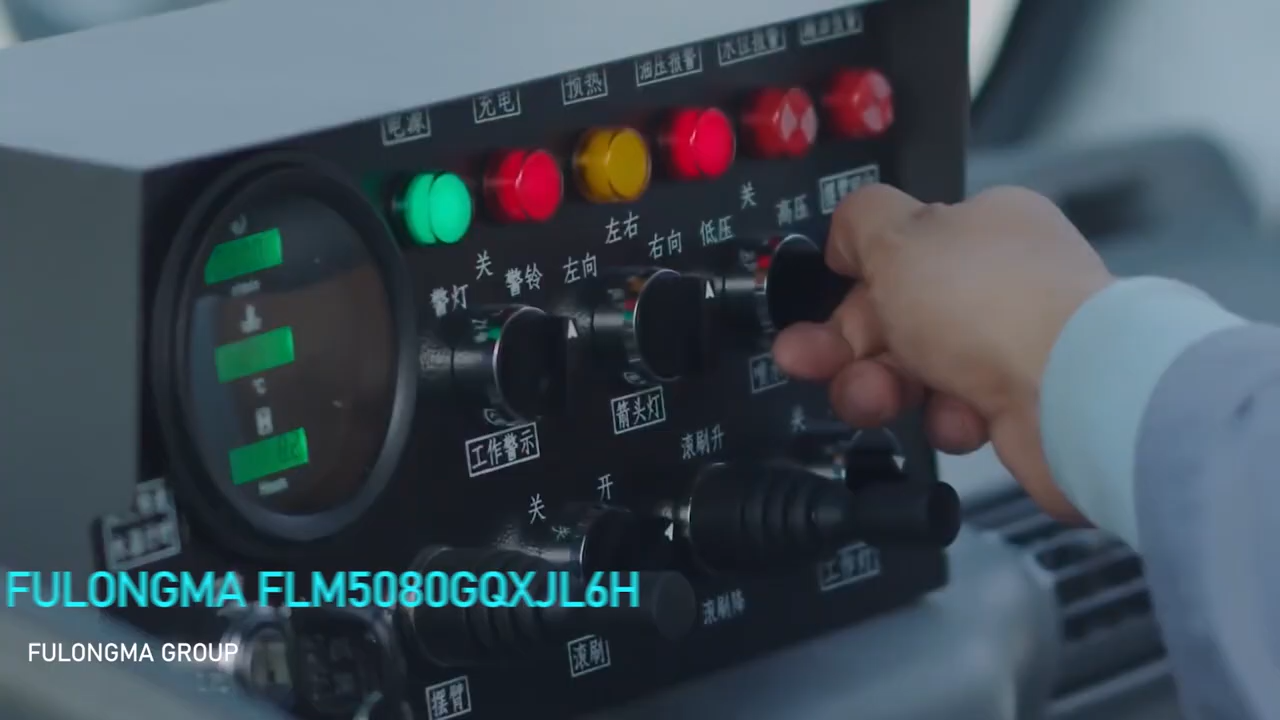 电源
充电
预热
油压报警
水位报警
关
左右
高压
低压
右向
左向
关
警铃
警灯
箭头灯
工作警示
滚刷升
关
开
关
工作灯
滚刷降
滚刷
摆臂
FULONGMA FLM5080GQXJL6H
FULONGMA GROUP